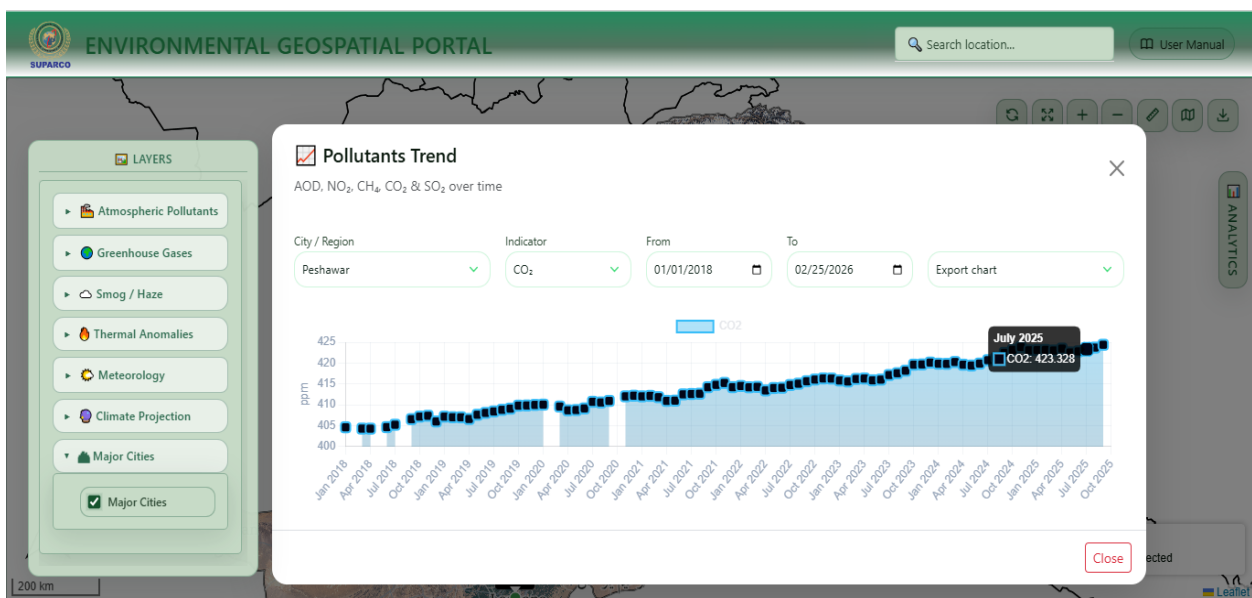 ENVIRONMENTAL GEOSPATIAL PORTAL
SUPARCO
Search location...
User Manual
LAYERS
Atmospheric Pollutants
Greenhouse Gases
Smog / Haze
Thermal Anomalies
Meteorology
Climate Projection
Major Cities
Major Cities
Pollutants Trend
AOD, NO₂, CH₄, CO₂ & SO₂ over time
City / Region
Indicator
From
To
Peshawar
CO₂
01/01/2018
02/25/2026
Export chart
CO2
July 2025
CO2: 423.328
ppm
425
420
415
410
405
400
Jan 2018
Apr 2018
Jul 2018
Oct 2018
Jan 2019
Apr 2019
Jul 2019
Oct 2019
Jan 2020
Apr 2020
Jul 2020
Oct 2020
Jan 2021
Apr 2021
Jul 2021
Oct 2021
Jan 2022
Apr 2022
Jul 2022
Oct 2022
Jan 2023
Apr 2023
Jul 2023
Oct 2023
Jan 2024
Apr 2024
Jul 2024
Oct 2024
Jan 2025
Apr 2025
Jul 2025
Oct 2025
Close
ANALYTICS
ected
200 km
Leaflet